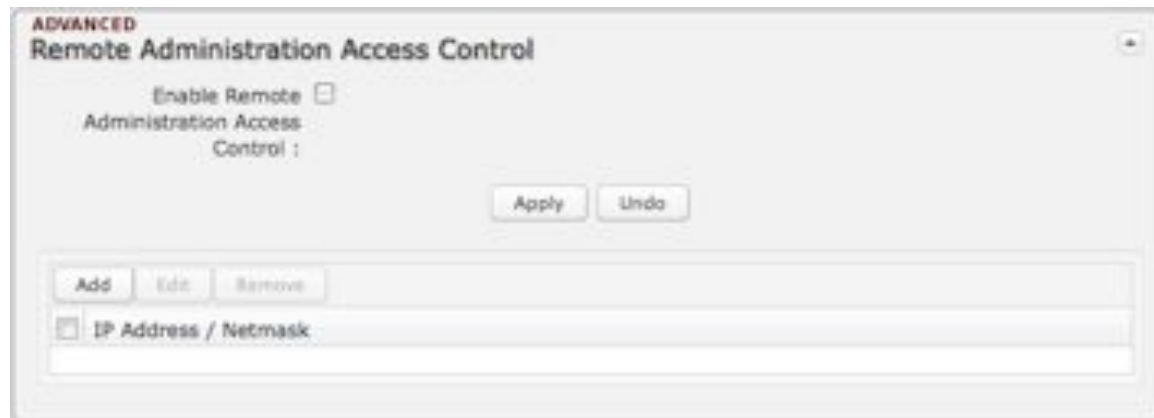 ADVANCED
Remote Administration Access Control
Enable Remote
Administration Access
Control :
Apply Undo
Add Edit Remove
IP Address / Netmask